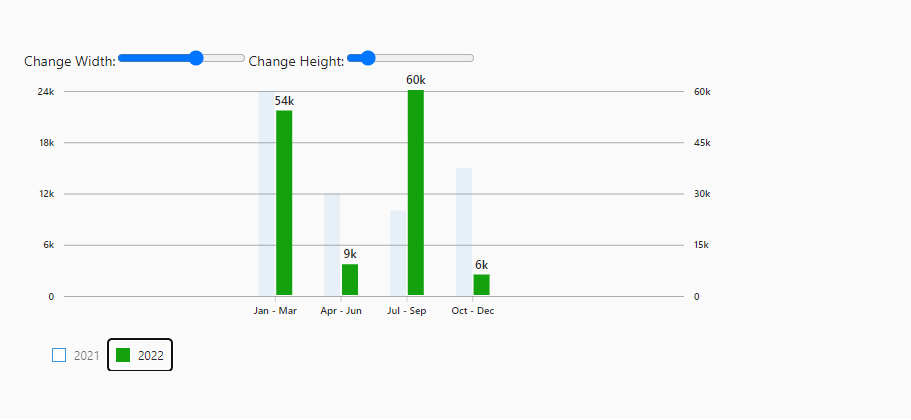 Change Width: Change Height:
60k
24k 54k 60k
18k 45k
12k 30k
9k
6k 15k
6k
0 0
Jan - Mar Apr - Jun Jul - Sep Oct - Dec
2021 2022